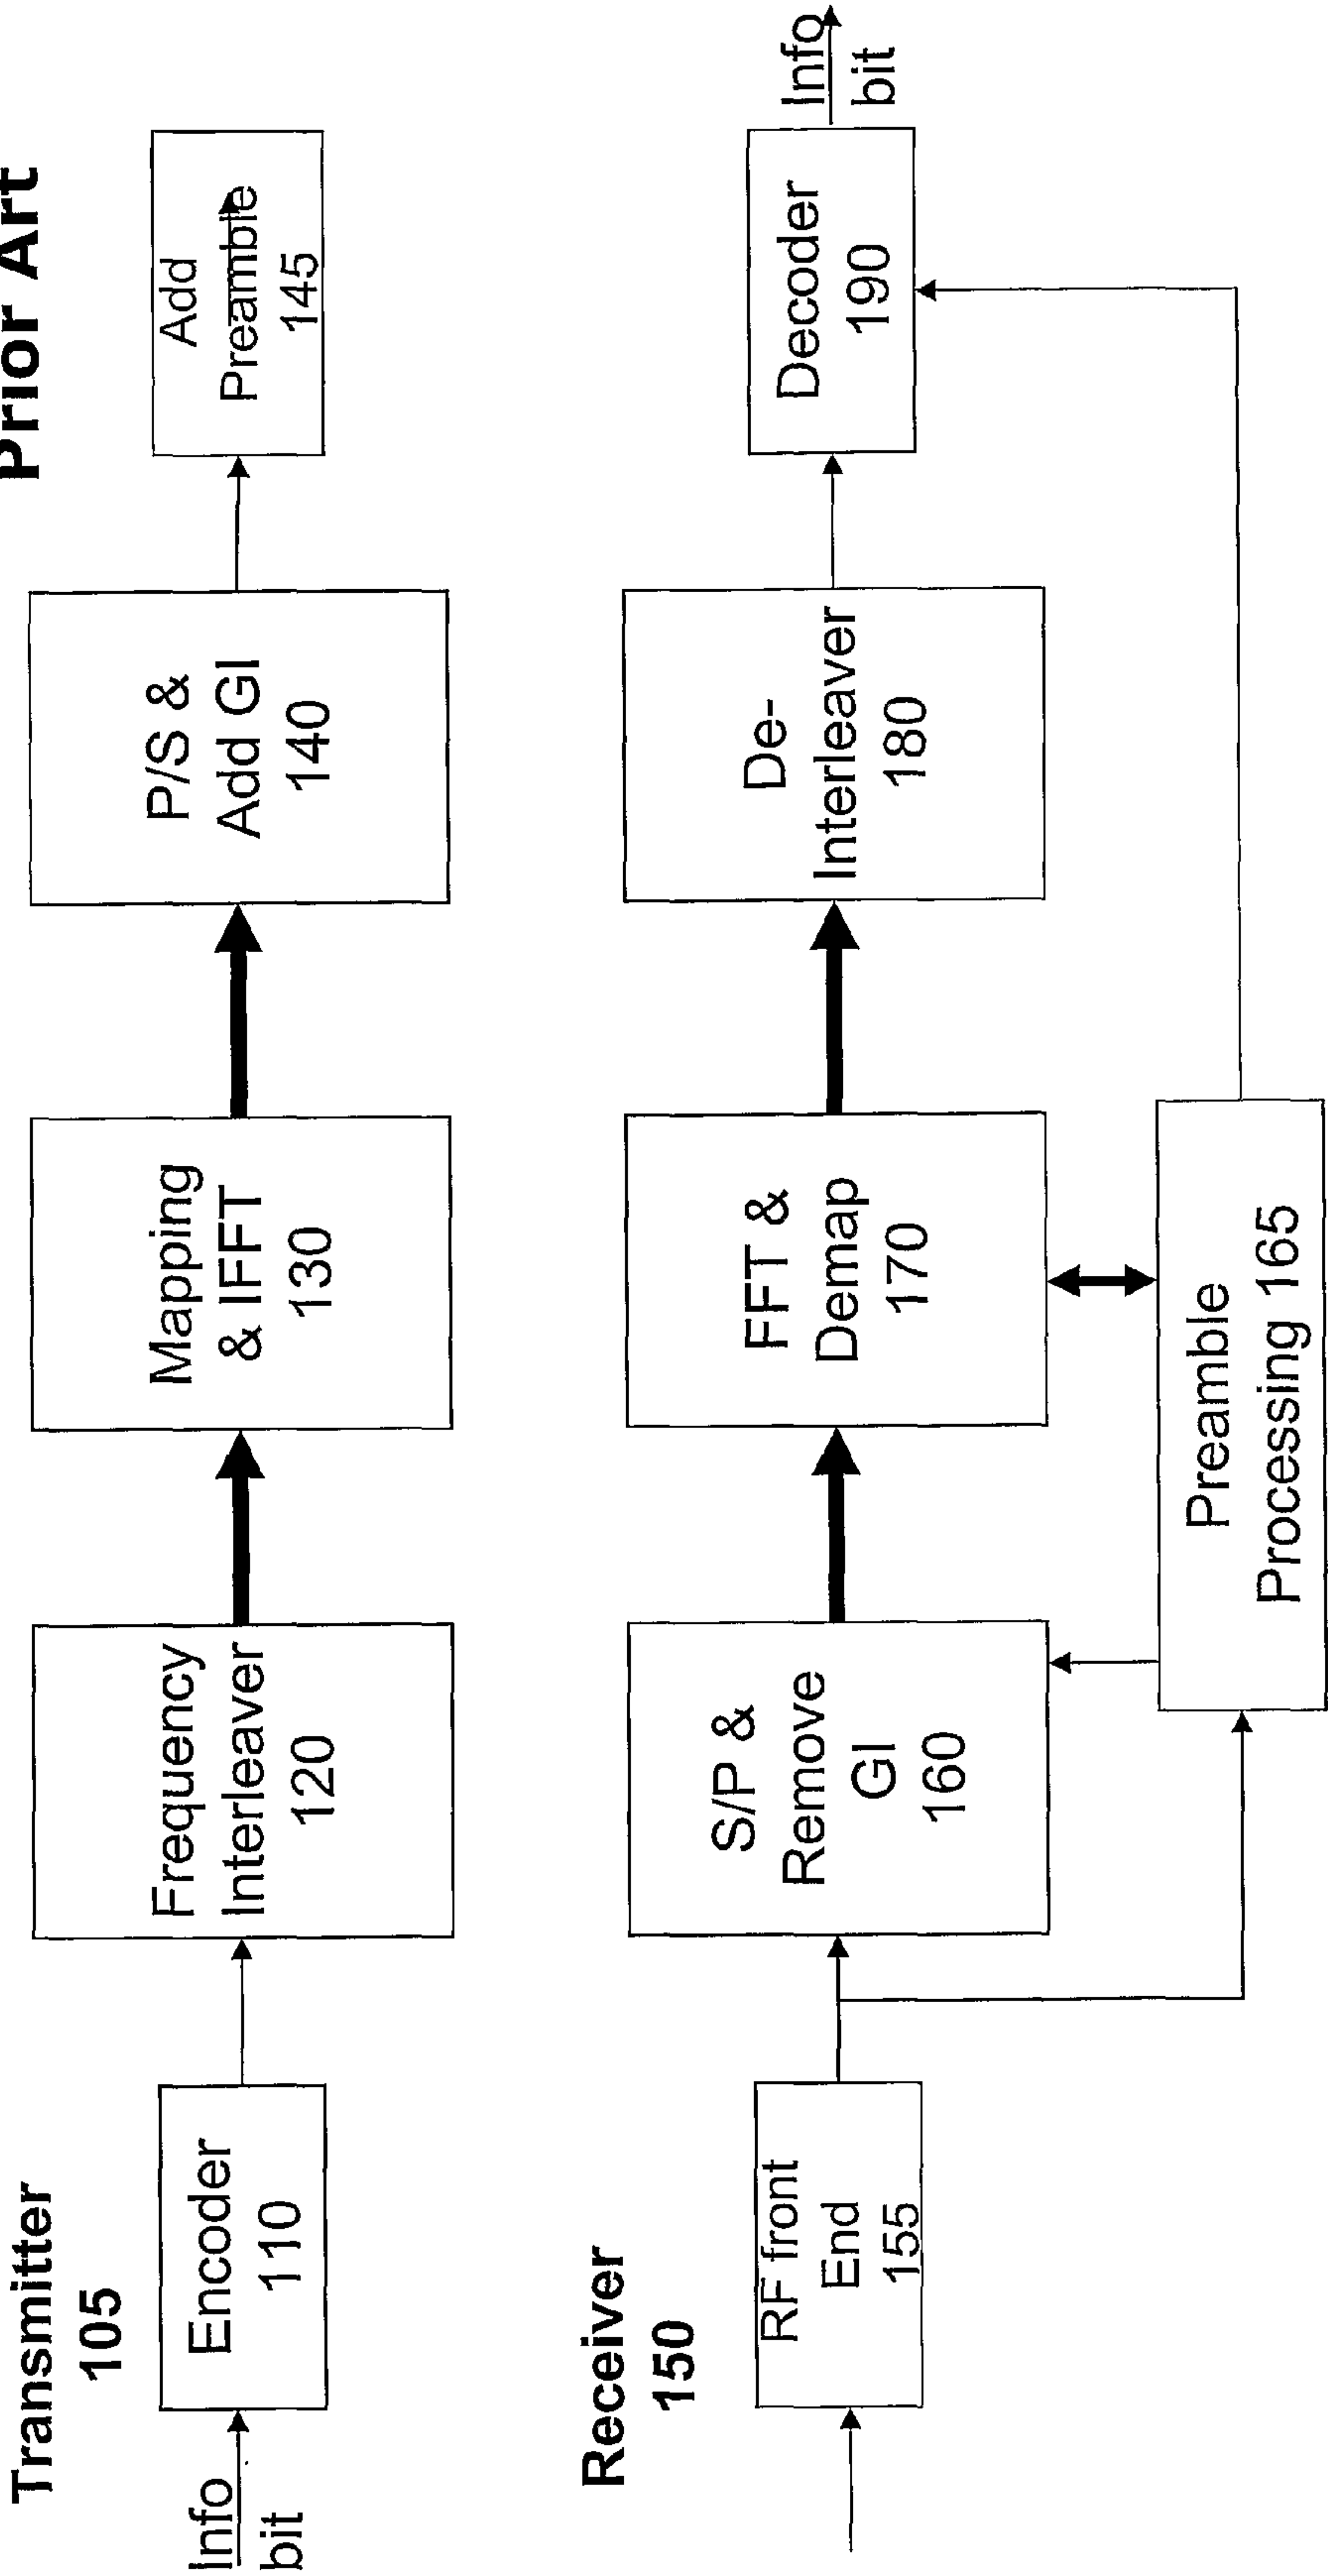 Prior Art
Transmitter
105
Info
bit
Encoder
110
Frequency
Interleaver
120
Mapping
& IFFT
130
P/S &
Add GI
140
Add
Preamble
145
Receiver
150
RF front
End
155
S/P &
Remove
GI
160
FFT &
Demap
170
De-
Interleaver
180
Decoder
190
Info
bit
Preamble
Processing 165